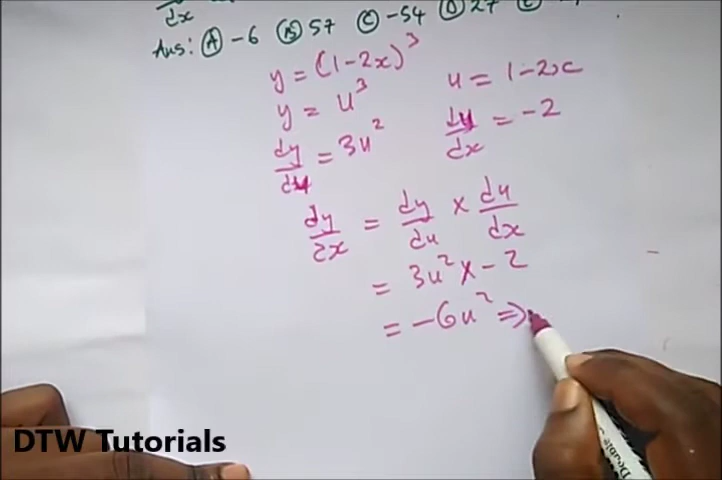 dx
Ans: Ⓐ -6 Ⓑ 57 Ⓒ -54 Ⓓ 27
y = (1-2x)³
y = u³ u = 1-2x
dy/du = 3u² du/dx = -2
dy/dx = dy/du × du/dx
= 3u² × -2
= -6u² ⇒
DTW Tutorials